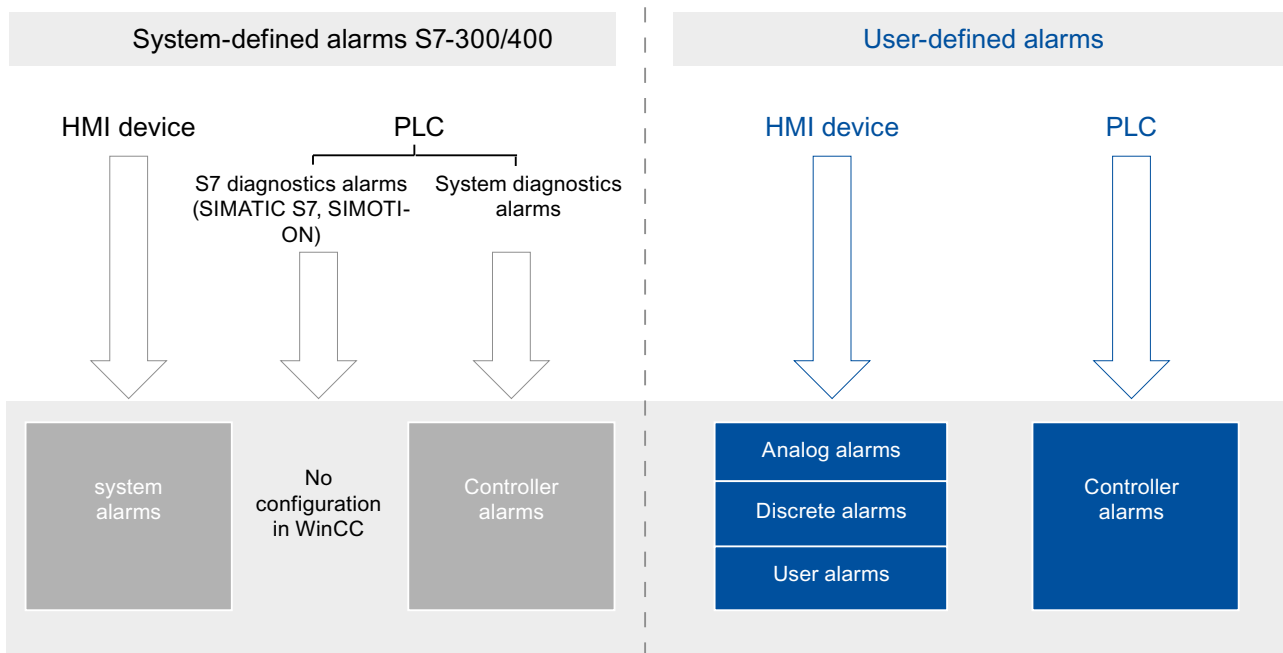 System-defined alarms S7-300/400
User-defined alarms
HMI device
PLC
S7 diagnostics alarms
(SIMATIC S7, SIMOTI-
ON)
System diagnostics
alarms
HMI device
PLC
system
alarms
No
configuration
in WinCC
Controller
alarms
Analog alarms
Discrete alarms
User alarms
Controller
alarms